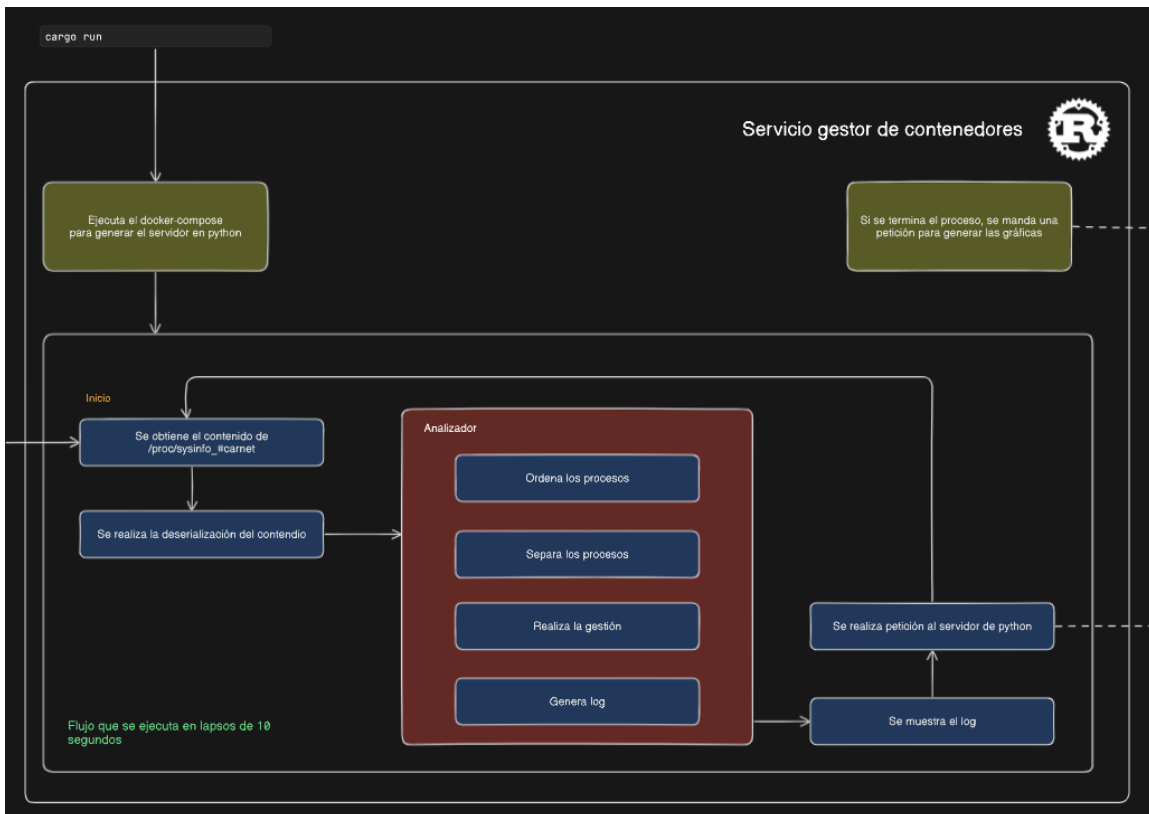 cargo run
Servicio gestor de contenedores
R
Ejecuta el docker-compose
para generar el servidor en python
Si se termina el proceso, se manda una
petición para generar las gráficas
Inicio
Se obtiene el contenido de
/proc/sysinfo_#carnet
Se realiza la deserialización del contendio
Analizador
Ordena los procesos
Separa los procesos
Realiza la gestión
Genera log
Se realiza petición al servidor de python
Se muestra el log
Flujo que se ejecuta en lapsos de 10
segundos